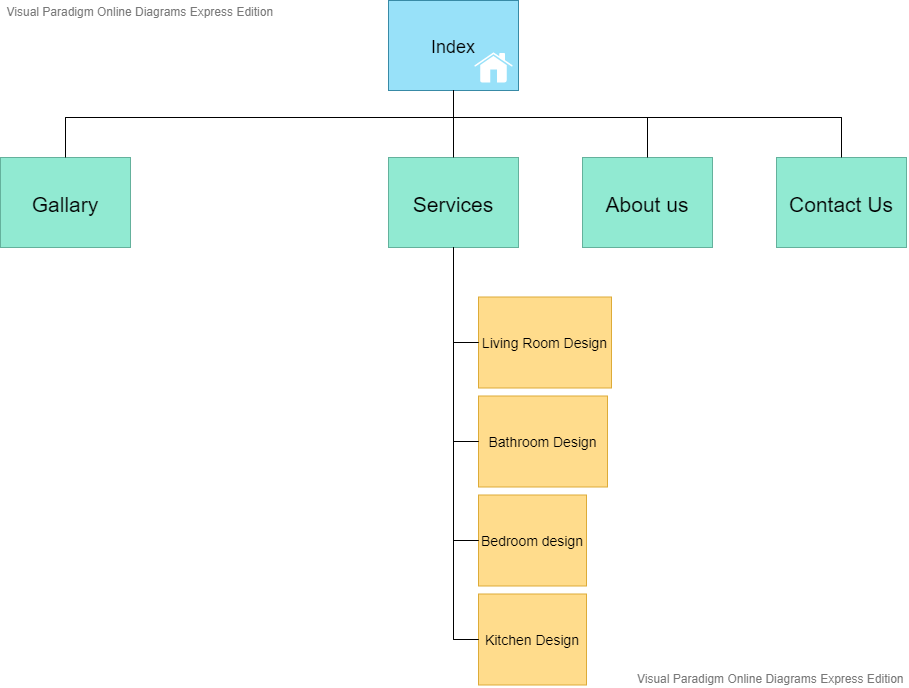 Visual Paradigm Online Diagrams Express Edition
Index
Gallary
Services
About us
Contact Us
Living Room Design
Bathroom Design
Bedroom design
Kitchen Design
Visual Paradigm Online Diagrams Express Edition